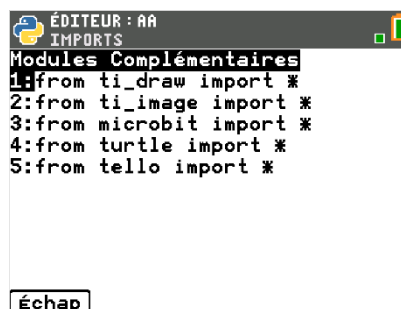 ÉDITEUR : AA
IMPORTS
Modules Complémentaires
1:from ti_draw import *
2:from ti_image import *
3:from microbit import *
4:from turtle import *
5:from tello import *
Échap